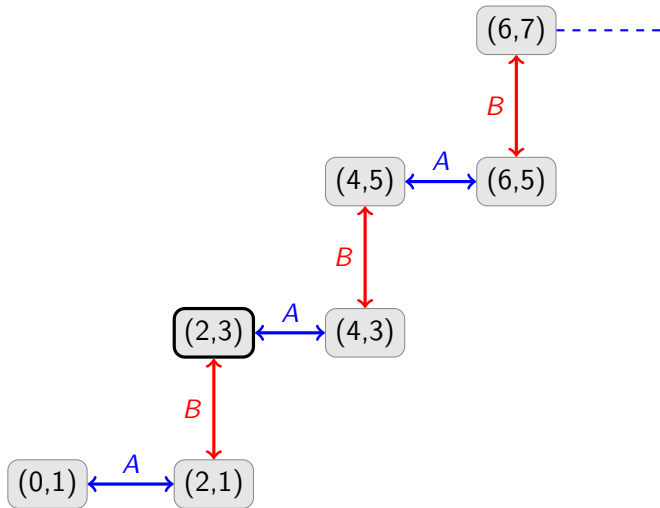 (6,7)
B
A
(4,5) (6,5)
B
A
(2,3) (4,3)
B
A
(0,1) (2,1)